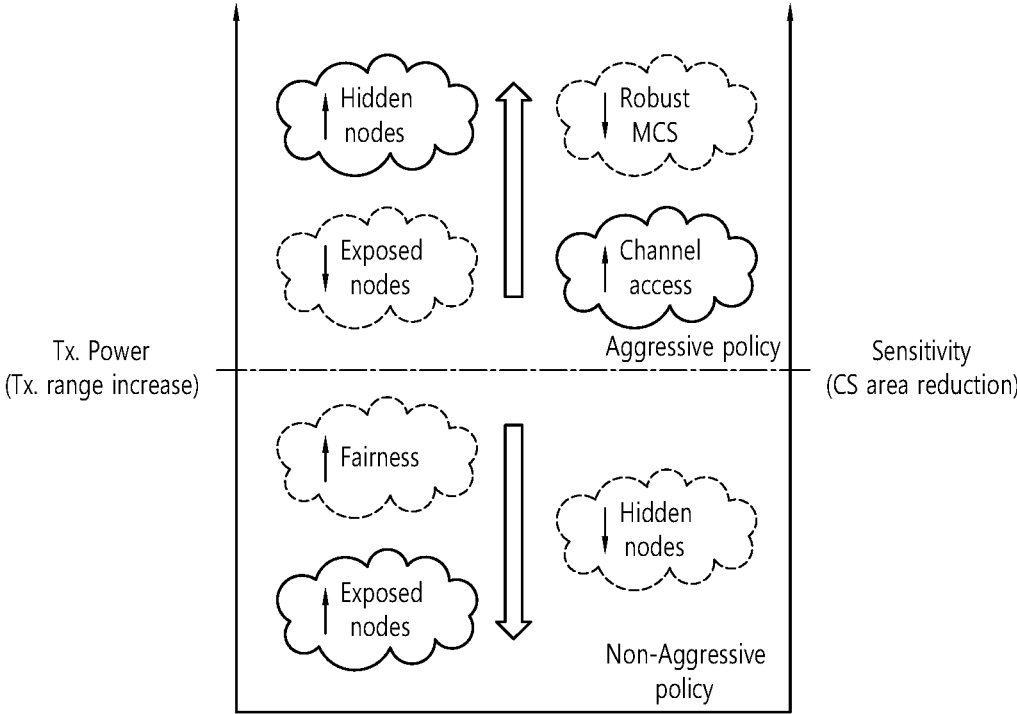 Hidden
nodes
Robust
MCS
Exposed
nodes
Channel
access
Aggressive policy
Tx. Power
(Tx. range increase)
Sensitivity
(CS area reduction)
Fairness
Hidden
nodes
Exposed
nodes
Non-Aggressive
policy